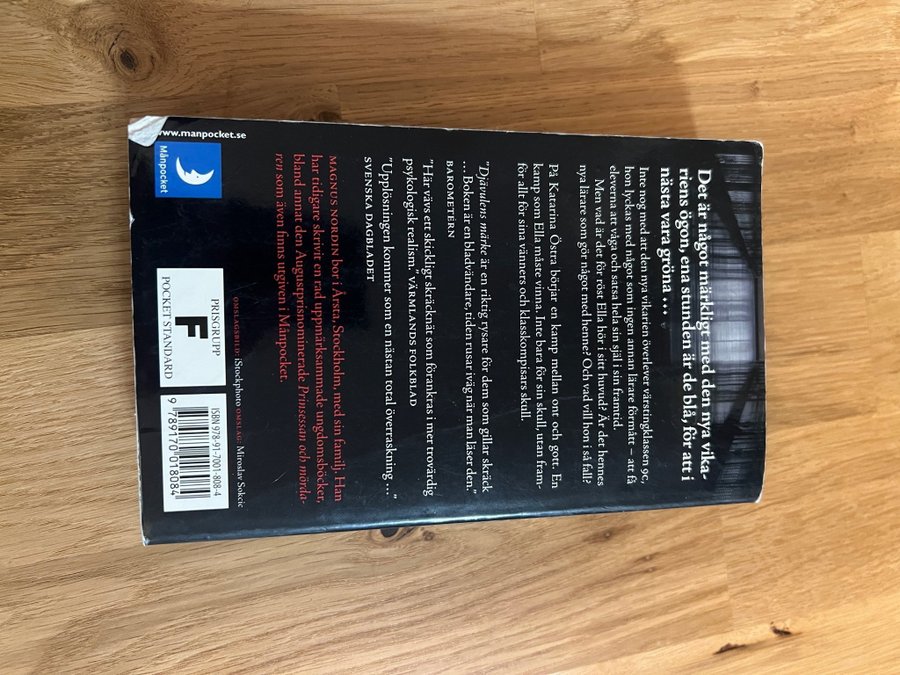 Det är något märkligt med den nya vika-
riens ögon, ena stunden är de blå, för att i
nästa vara gröna …
Inte nog med att den nya vikarien överlever värstingklassen 9c,
hon lyckas med något som ingen annan lärare förmått – att få
eleverna att våga och satsa hela sin själ i sin framtid.
Men vad är det för röst Ella hör i sitt huvud? Är det hennes
nya lärare som gör något med henne? Och vad vill hon i så fall?
På Katarina Östra börjar en kamp mellan ont och gott. En
kamp som Ella måste vinna. Inte bara för sin skull, utan fram-
för allt för sina vänners och klasskompisars skull.
"Djävulens märke är en riktig rysare för dem som gillar skräck
… Boken är en bladvändare, tiden rusar iväg när man läser den."
BAROMETERN
"Här vävs ett skickligt skräcknät som förankras i mer trovärdig
psykologisk realism." VÄRMLANDS FOLKBLAD
"Upplösningen kommer som en nästan total överraskning …"
SVENSKA DAGBLADET
MAGNUS NORDIN bor i Årsta, Stockholm, med sin familj. Han
har tidigare skrivit en rad uppmärksammade ungdomsböcker,
bland annat den Augustprisnominerade Prinsessan och mörda-
ren som även finns utgiven i Månpocket.
OMSLAGSBILD: iStockphoto OMSLAG: Miroslav Sokcic
www.manpocket.se
Månpocket
PRISGRUPP
F
POCKET STANDARD
ISBN 978-91-7001-808-4
9 789170 018084